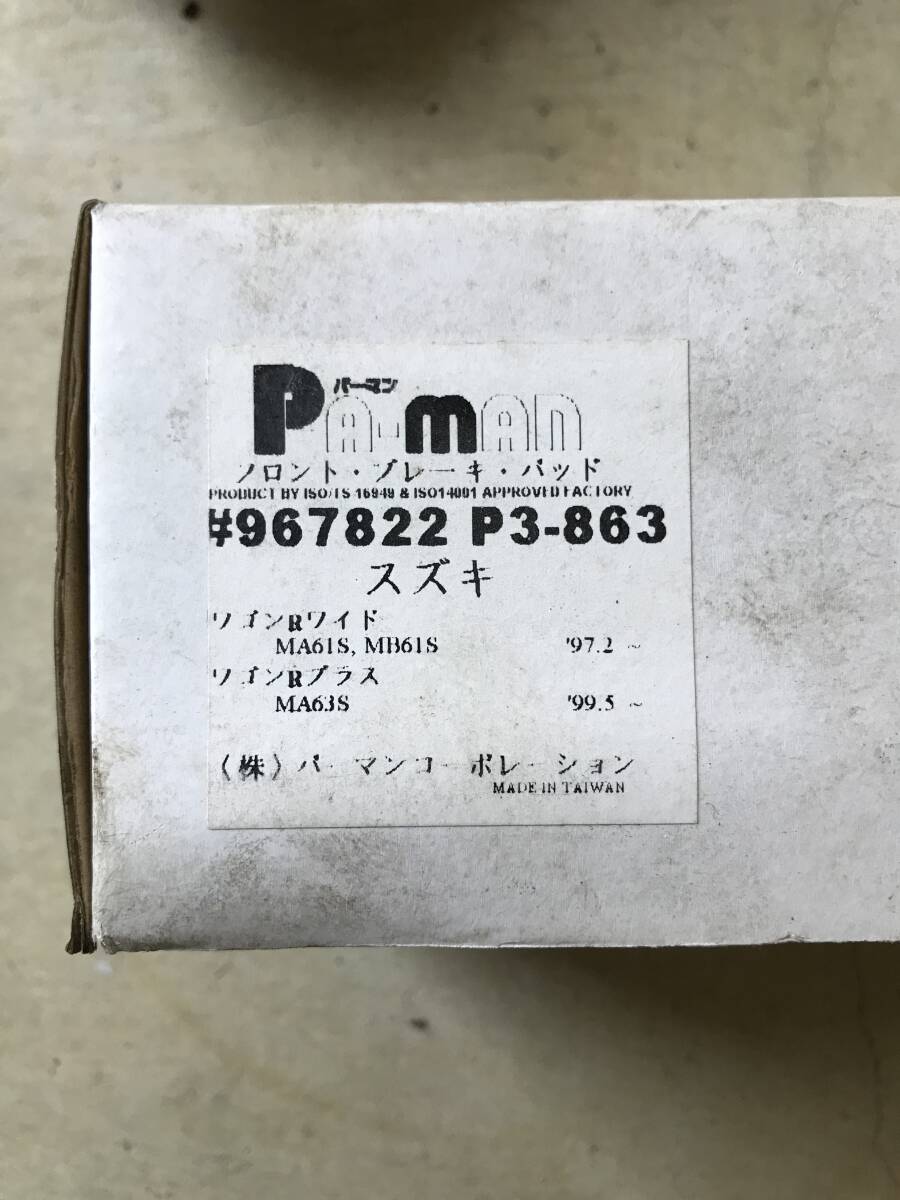 パーマン
PA-MAN
フロント・ブレーキ・パッド
PRODUCT BY ISO/TS 16949 & ISO14001 APPROVED FACTORY
#967822 P3-863
スズキ
ワゴンRワイド
MA61S, MB61S '97.2 ~
ワゴンRプラス
MA63S '99.5 ~
(株)パーマンコーポレーション
MADE IN TAIWAN